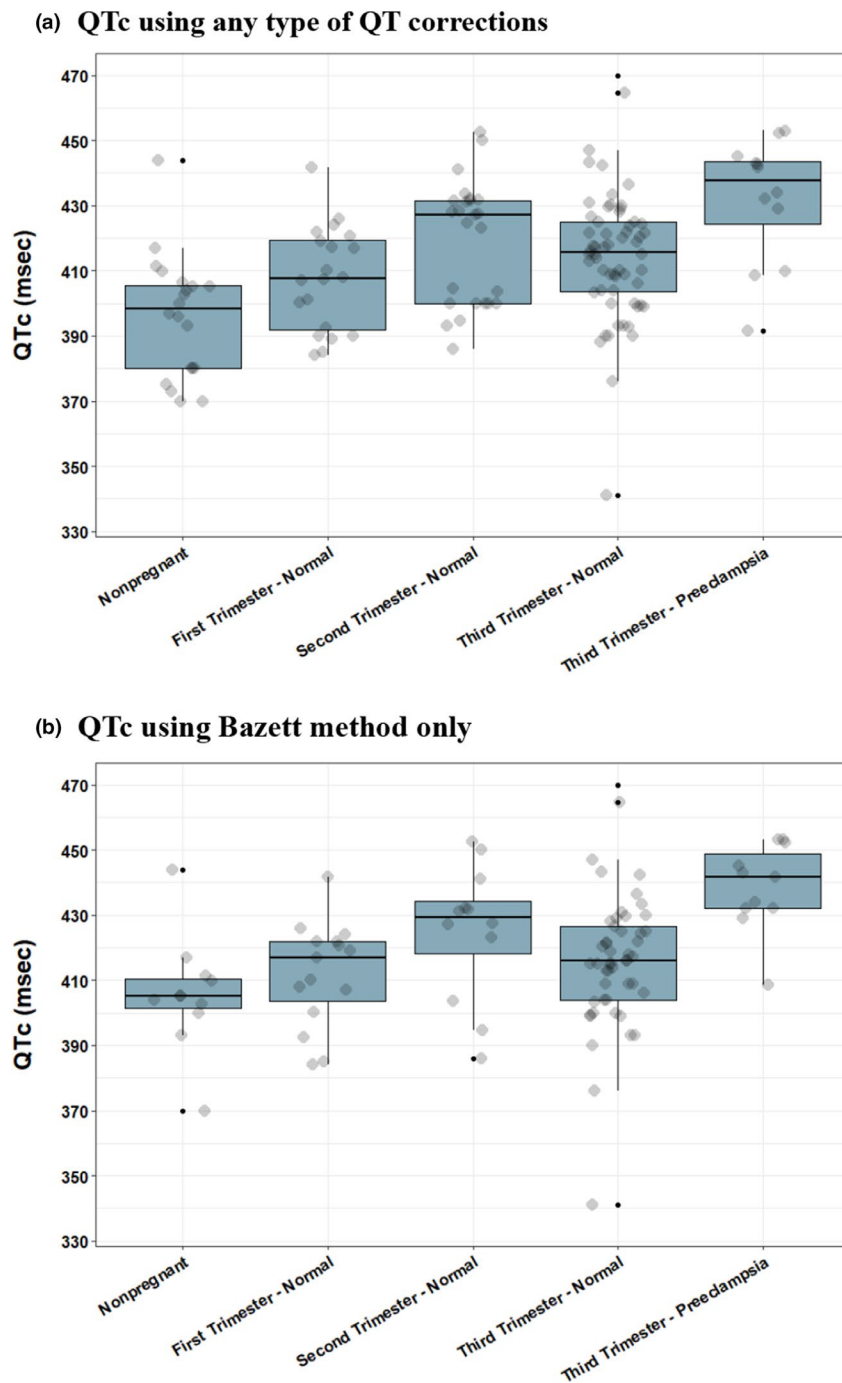 (a) QTc using any type of QT corrections
470
450
430
410
390
370
350
330
QTc (msec)
Nonpregnant
First Trimester - Normal
Second Trimester - Normal
Third Trimester - Normal
Third Trimester - Preeclampsia
(b) QTc using Bazett method only
470
450
430
410
390
370
350
330
QTc (msec)
Nonpregnant
First Trimester - Normal
Second Trimester - Normal
Third Trimester - Normal
Third Trimester - Preeclampsia